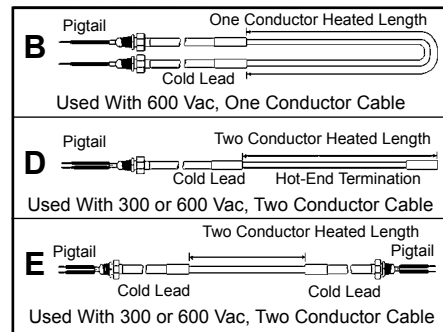 B
Pigtail
One Conductor Heated Length
Cold Lead
Used With 600 Vac, One Conductor Cable
D
Pigtail
Two Conductor Heated Length
Cold Lead
Hot-End Termination
Used With 300 or 600 Vac, Two Conductor Cable
E
Two Conductor Heated Length
Pigtail
Pigtail
Cold Lead
Cold Lead
Used With 300 or 600 Vac, Two Conductor Cable